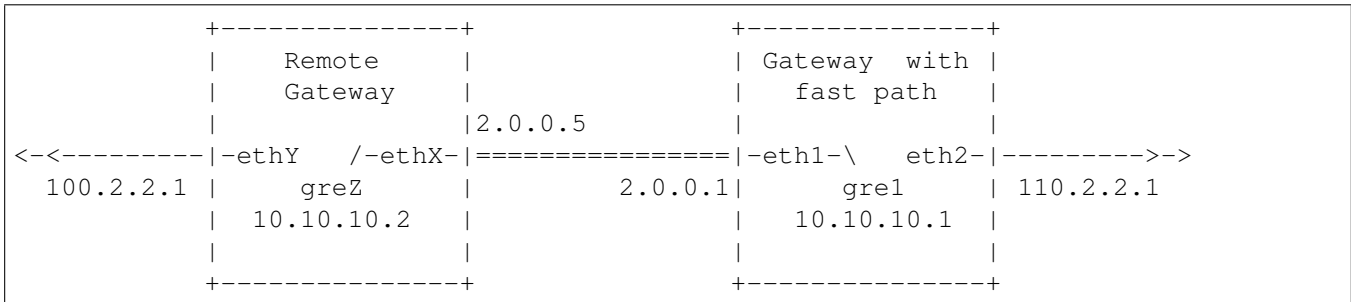 +---------------+                +---------------+
|    Remote     |                | Gateway  with |
|    Gateway    |                |   fast path   |
|               |2.0.0.5         |               |
<-<---------|-ethY   /-ethX-|================|-eth1-\   eth2-|--------->->
100.2.2.1 |     greZ      |         2.0.0.1|      gre1     | 110.2.2.1
|  10.10.10.2   |                |   10.10.10.1  |
|               |                |               |
+---------------+                +---------------+